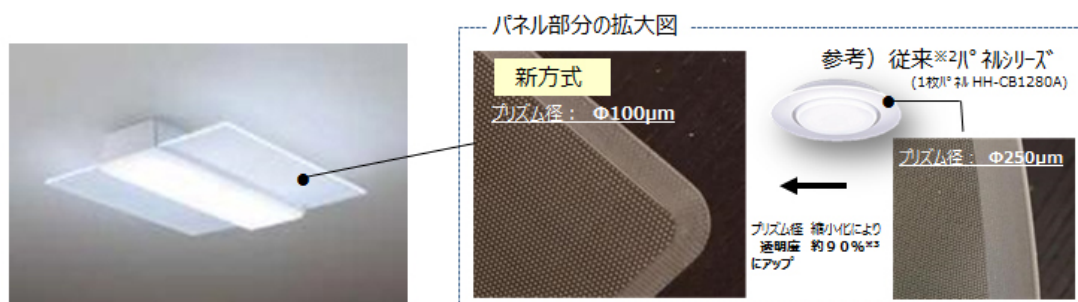 パネル部分の拡大図
新方式
プリズム径： Φ100μm
参考）従来※2パネルシリーズ
(1枚パネル HH-CB1280A)
プリズム径： Φ250μm
プリズム径 縮小化により
透明度 約９０％※3
にアップ